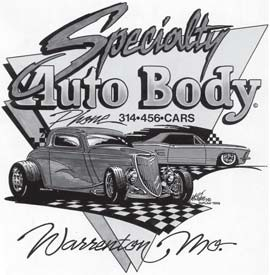 Specialty
Auto Body
Phone 314•456•CARS
Warrenton, Mo.